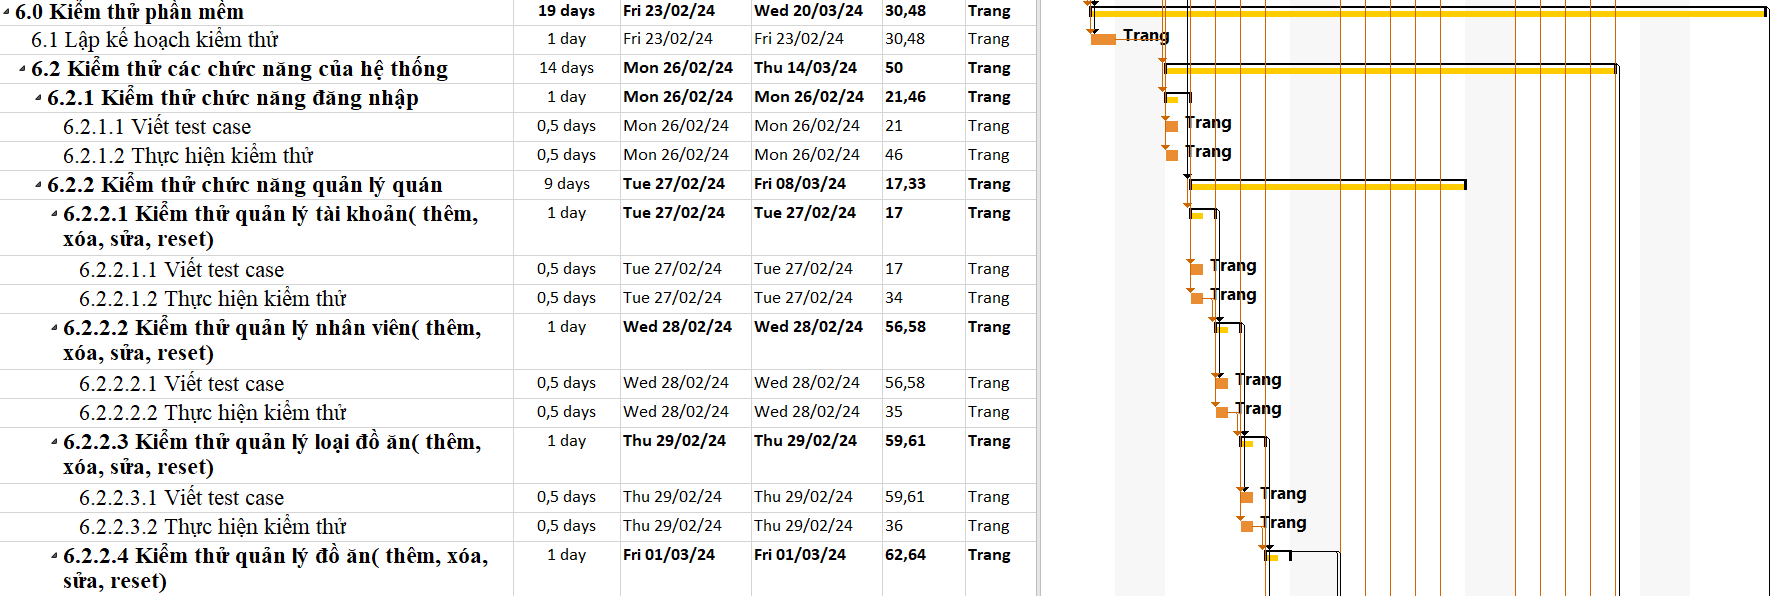 6.0 Kiểm thử phần mềm 19 days Fri 23/02/24 Wed 20/03/24 30,48 Trang
6.1 Lập kế hoạch kiểm thử 1 day Fri 23/02/24 Fri 23/02/24 30,48 Trang Trang
6.2 Kiểm thử các chức năng của hệ thống 14 days Mon 26/02/24 Thu 14/03/24 50 Trang
6.2.1 Kiểm thử chức năng đăng nhập 1 day Mon 26/02/24 Mon 26/02/24 21,46 Trang
6.2.1.1 Viết test case 0,5 days Mon 26/02/24 Mon 26/02/24 21 Trang Trang
6.2.1.2 Thực hiện kiểm thử 0,5 days Mon 26/02/24 Mon 26/02/24 46 Trang Trang
6.2.2 Kiểm thử chức năng quản lý quán 9 days Tue 27/02/24 Fri 08/03/24 17,33 Trang
6.2.2.1 Kiểm thử quản lý tài khoản( thêm, 1 day Tue 27/02/24 Tue 27/02/24 17 Trang
xóa, sửa, reset)
6.2.2.1.1 Viết test case 0,5 days Tue 27/02/24 Tue 27/02/24 17 Trang Trang
6.2.2.1.2 Thực hiện kiểm thử 0,5 days Tue 27/02/24 Tue 27/02/24 34 Trang Trang
6.2.2.2 Kiểm thử quản lý nhân viên( thêm, 1 day Wed 28/02/24 Wed 28/02/24 56,58 Trang
xóa, sửa, reset)
6.2.2.2.1 Viết test case 0,5 days Wed 28/02/24 Wed 28/02/24 56,58 Trang Trang
6.2.2.2.2 Thực hiện kiểm thử 0,5 days Wed 28/02/24 Wed 28/02/24 35 Trang Trang
6.2.2.3 Kiểm thử quản lý loại đồ ăn( thêm, 1 day Thu 29/02/24 Thu 29/02/24 59,61 Trang
xóa, sửa, reset)
6.2.2.3.1 Viết test case 0,5 days Thu 29/02/24 Thu 29/02/24 59,61 Trang Trang
6.2.2.3.2 Thực hiện kiểm thử 0,5 days Thu 29/02/24 Thu 29/02/24 36 Trang Trang
6.2.2.4 Kiểm thử quản lý đồ ăn( thêm, xóa, 1 day Fri 01/03/24 Fri 01/03/24 62,64 Trang
sửa, reset)